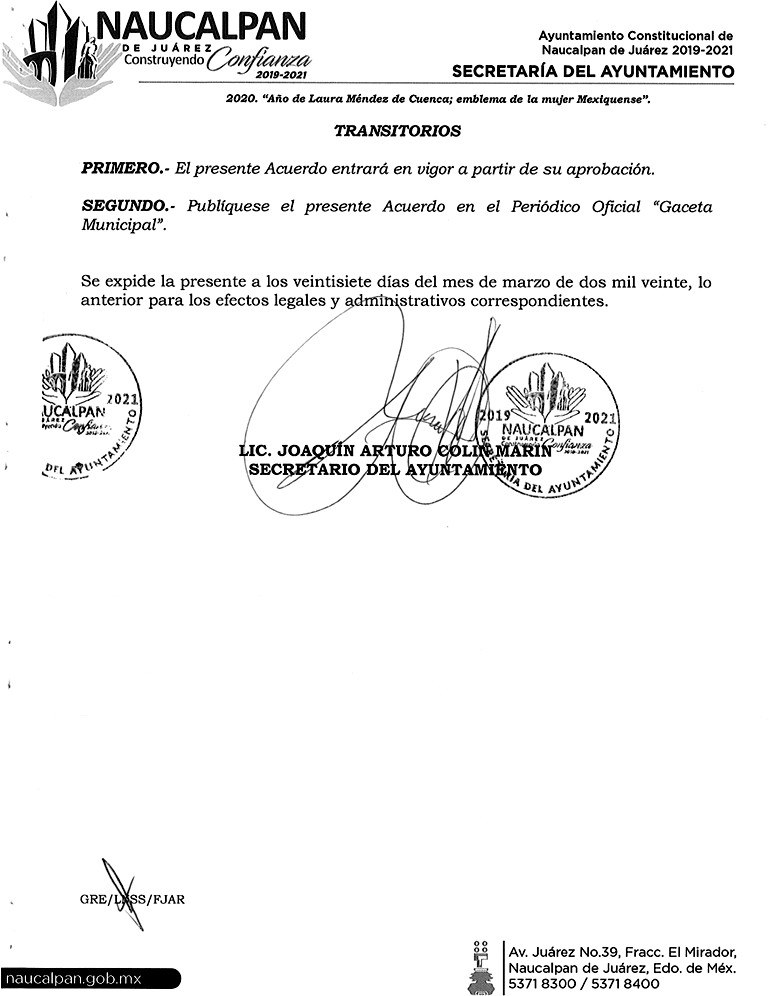 NAUCALPAN
DE JUÁREZ
Construyendo Confianza
2019-2021
Ayuntamiento Constitucional de
Naucalpan de Juárez 2019-2021
SECRETARÍA DEL AYUNTAMIENTO
2020. “Año de Laura Méndez de Cuenca; emblema de la mujer Mexiquense”.
TRANSITORIOS
PRIMERO.- El presente Acuerdo entrará en vigor a partir de su aprobación.
SEGUNDO.- Publíquese el presente Acuerdo en el Periódico Oficial “Gaceta
Municipal”.
Se expide la presente a los veintisiete días del mes de marzo de dos mil veinte, lo
anterior para los efectos legales y administrativos correspondientes.
2021
UCALPAN
DEL AYUNTAMIENTO
2019 2021
NAUCALPAN
DE JUÁREZ
Construyendo Confianza
2019-2021
SECRETARÍA DEL AYUNTAMIENTO
LIC. JOAQUÍN ARTURO COLIN MARÍN
SECRETARIO DEL AYUNTAMIENTO
GRE/ SS/FJAR
naucalpan.gob.mx
Av. Juárez No.39, Fracc. El Mirador,
Naucalpan de Juárez, Edo. de Méx.
5371 8300 / 5371 8400